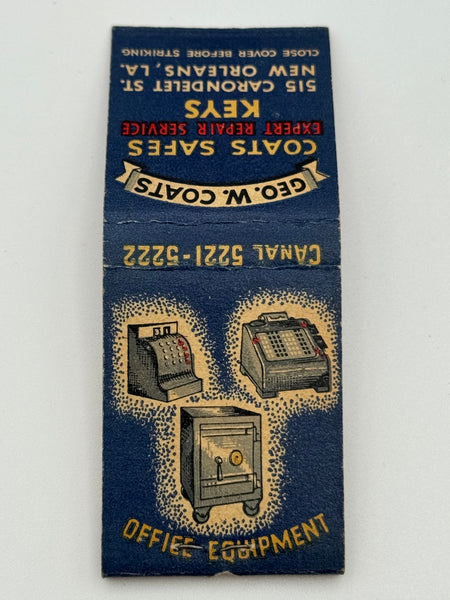 GEO. W. COATS
COATS SAFES
EXPERT REPAIR SERVICE
KEYS
515 CARONDELET ST.
NEW ORLEANS, LA.
CLOSE COVER BEFORE STRIKING
CANAL 5221-5222
OFFICE EQUIPMENT